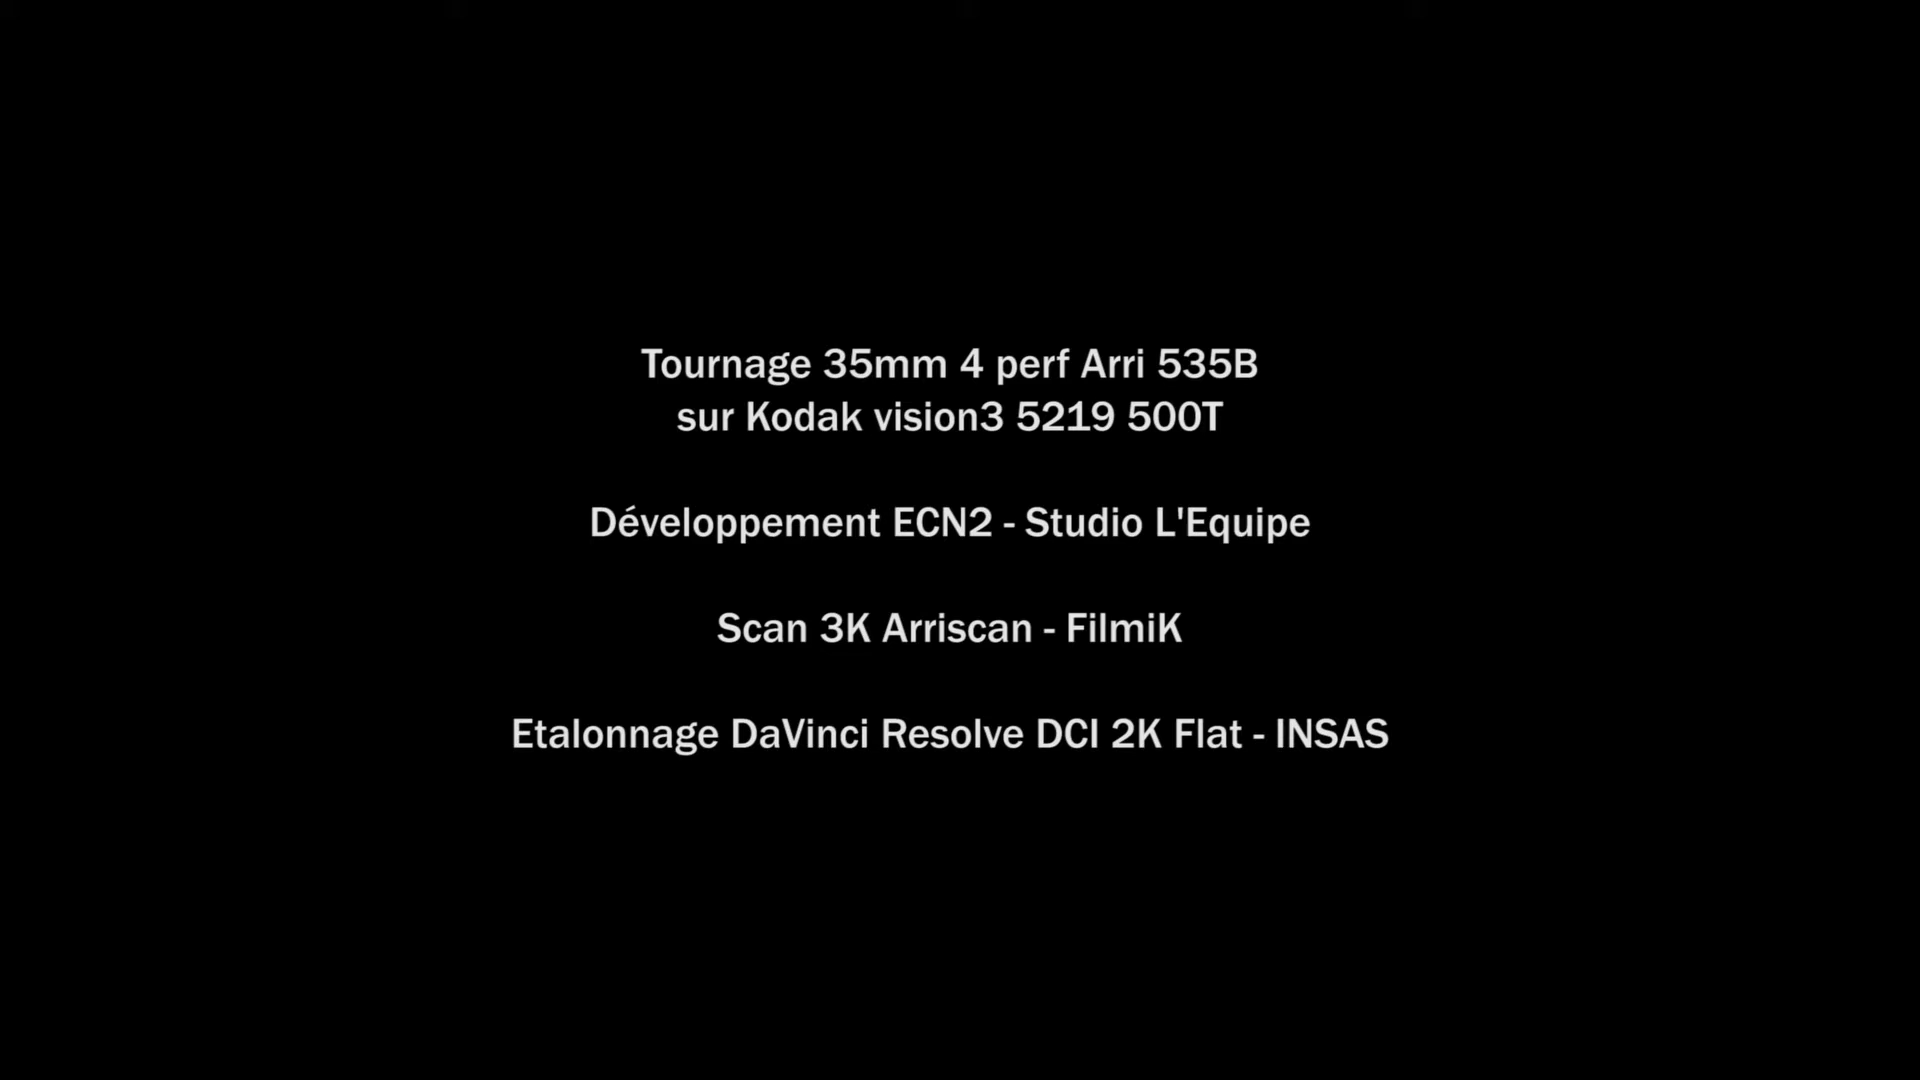 Tournage 35mm 4 perf Arri 535B
sur Kodak vision3 5219 500T
Développement ECN2 - Studio L'Equipe
Scan 3K Arriscan - FilmiK
Etalonnage DaVinci Resolve DCI 2K Flat - INSAS